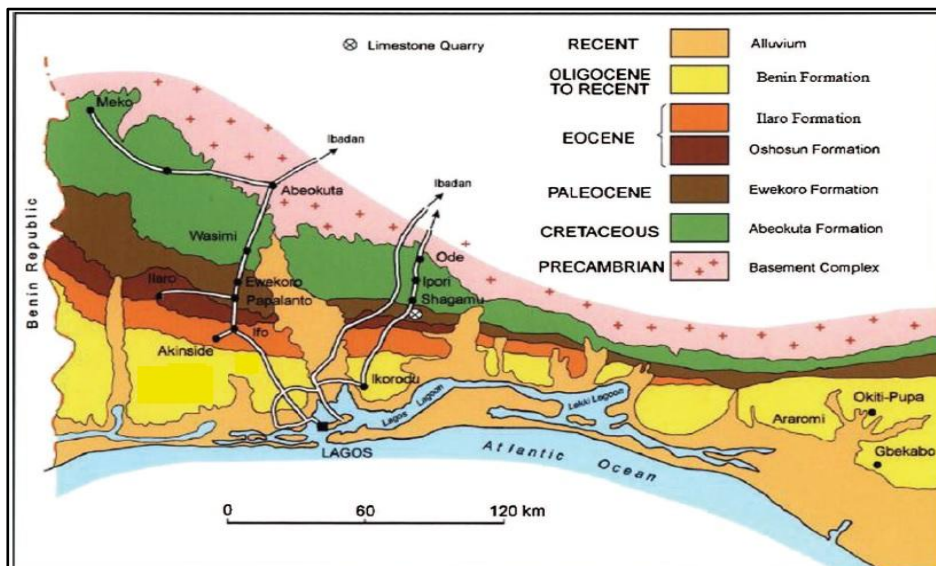 Limestone Quarry
RECENT
Alluvium
OLIGOCENE
TO RECENT
Benin Formation
EOCENE
Ilaro Formation
Oshosun Formation
PALEOCENE
Ewekoro Formation
CRETACEOUS
Abeokuta Formation
PRECAMBRIAN
Basement Complex
Meko
Ibadan
Abeokuta
Ibadan
Wasimi
Ode
Ipori
Shagamu
Ilaro
Ewekoro
Papalanto
Ifo
Akinside
Ikorodu
Benin Republic
Lagos Lagoon
Lekki Lagoon
LAGOS
Atlantic Ocean
Araromi
Okiti-Pupa
Gbekabo
0 60 120 km